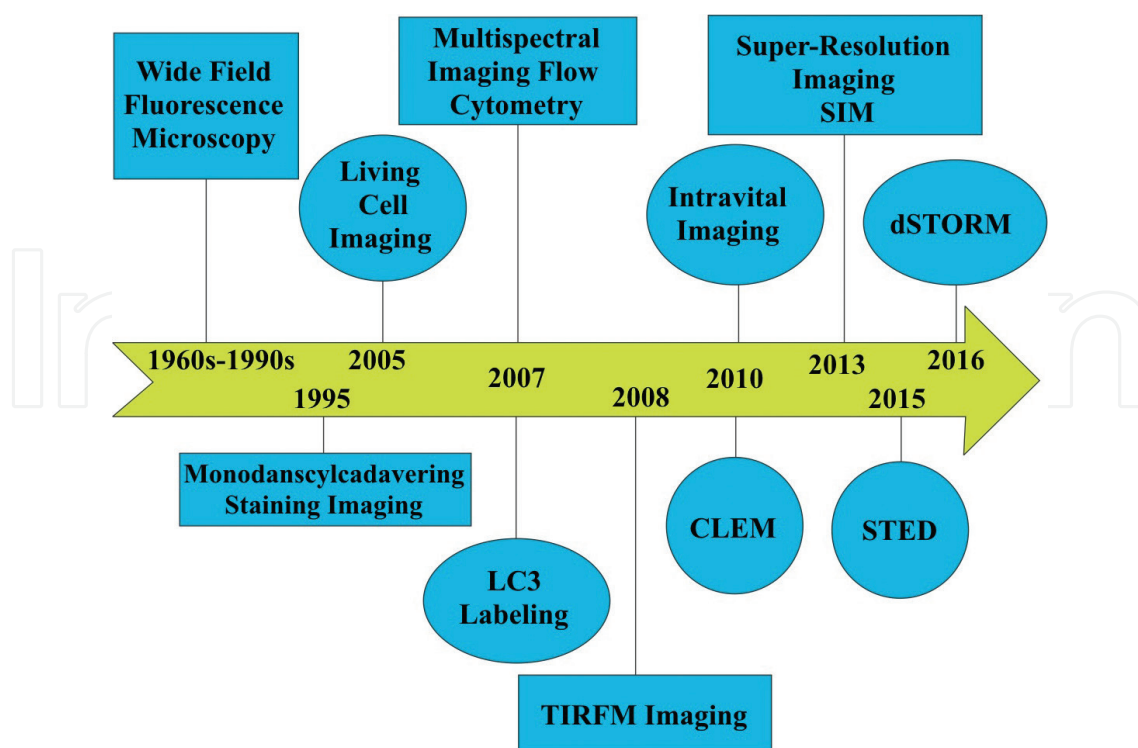 Wide Field
Fluorescence
Microscopy
Living
Cell
Imaging
Multispectral
Imaging Flow
Cytometry
Intravital
Imaging
Super-Resolution
Imaging
SIM
dSTORM
1960s-1990s
1995
2005
2007
2008
2010
2013
2015
2016
Monodanscylcadavering
Staining Imaging
LC3
Labeling
TIRFM Imaging
CLEM
STED